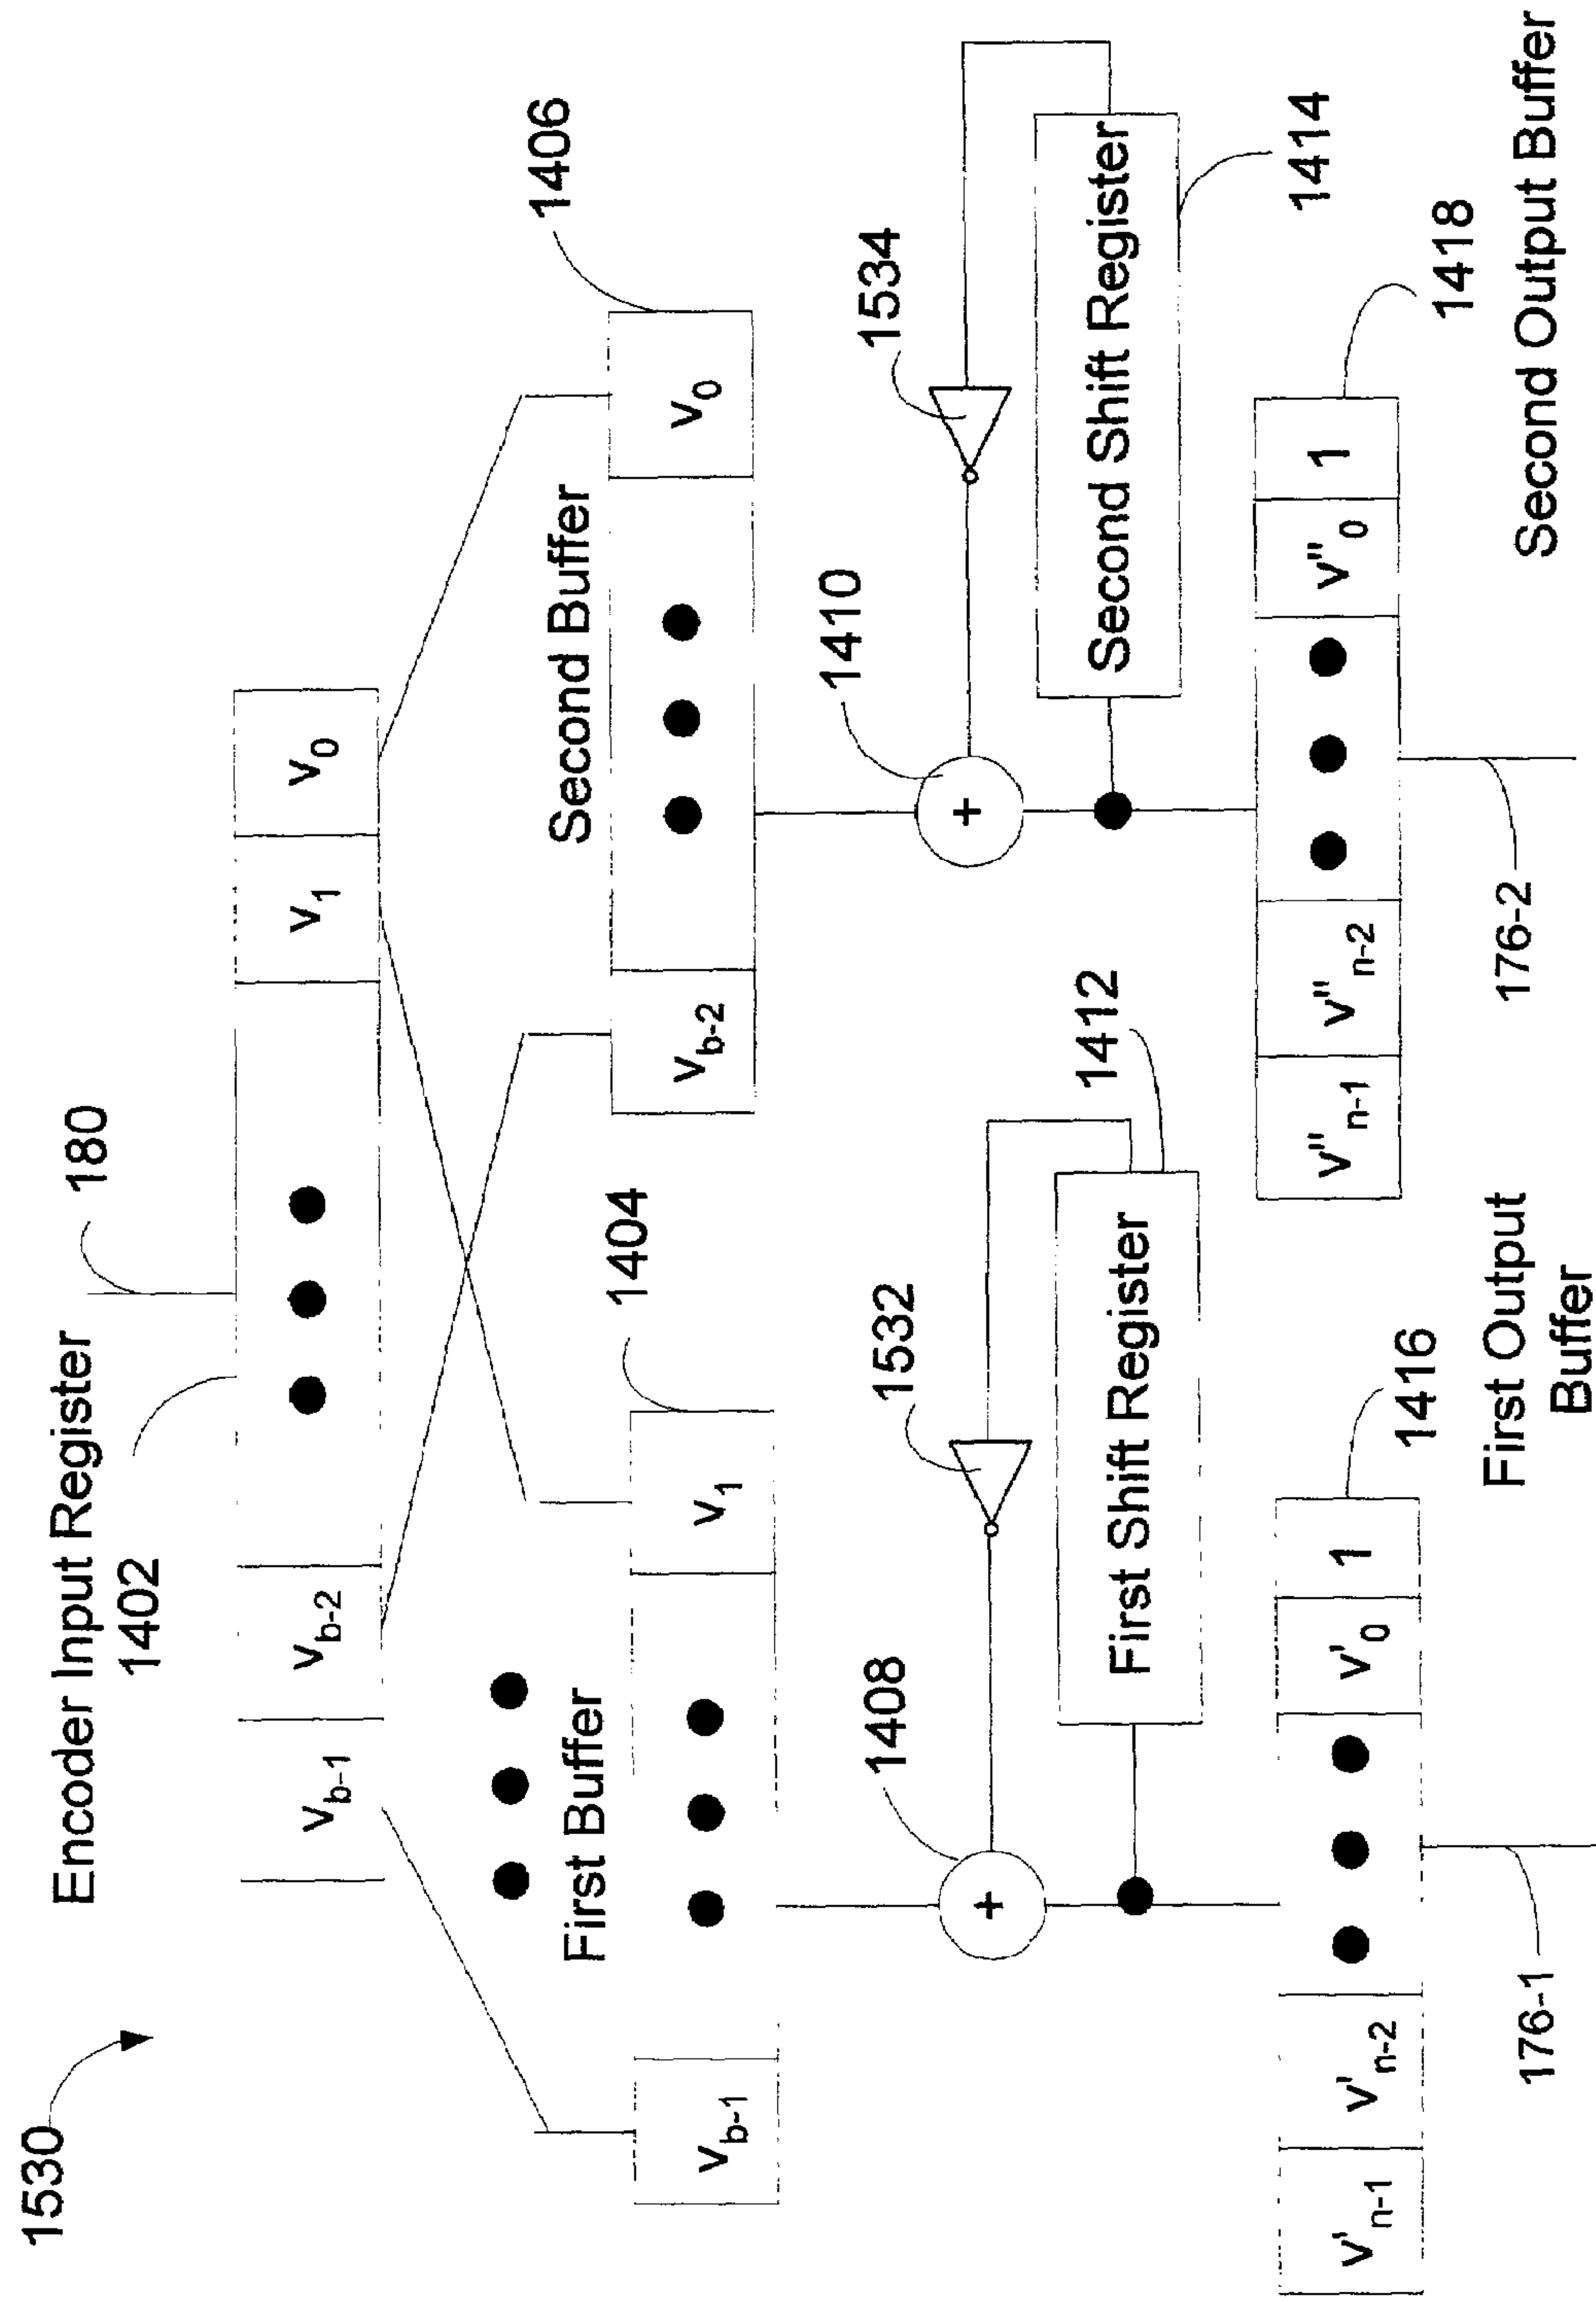 1530
Encoder Input Register
1402
180
v_{b-1}
v_{b-2}
v_1
v_0
First Buffer
1404
Second Buffer
1406
v_{b-1}
v_1
v_{b-2}
v_0
1408
1532
1410
1534
+
+
First Shift Register
1412
Second Shift Register
1414
v'_{n-1}
v'_{n-2}
v'_0
1
1416
v''_{n-1}
v''_{n-2}
v''_0
1
1418
176-1
First Output
Buffer
176-2
Second Output Buffer